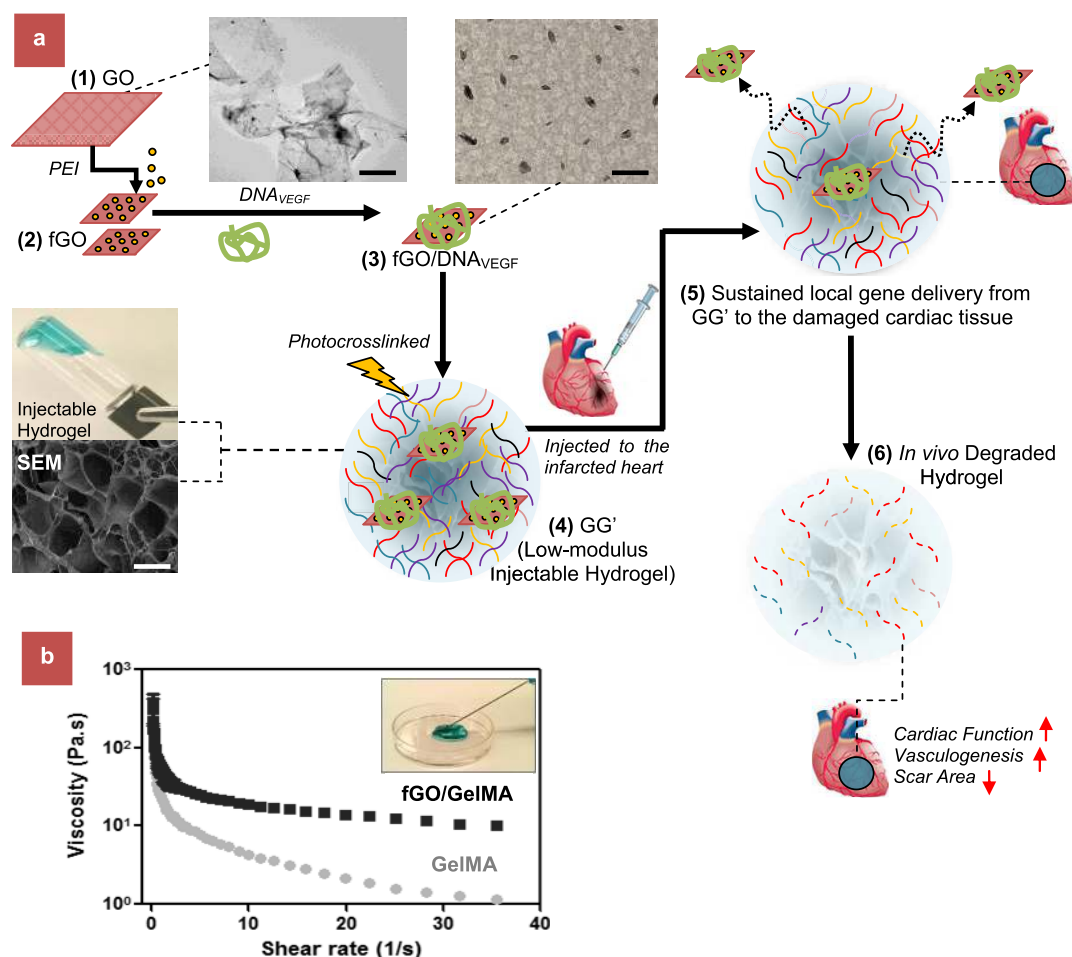 a
(1) GO
PEI
(2) fGO
DNAVEGF
(3) fGO/DNAVEGF
Photocrosslinked
Injectable
Hydrogel
SEM
Injected to the
infarcted heart
(4) GG'
(Low-modulus
Injectable Hydrogel)
(5) Sustained local gene delivery from
GG' to the damaged cardiac tissue
(6) In vivo Degraded
Hydrogel
Cardiac Function
Vasculogenesis
Scar Area
b
Viscosity (Pa.s)
10³
10²
10¹
10⁰
fGO/GelMA
GelMA
0 10 20 30 40
Shear rate (1/s)